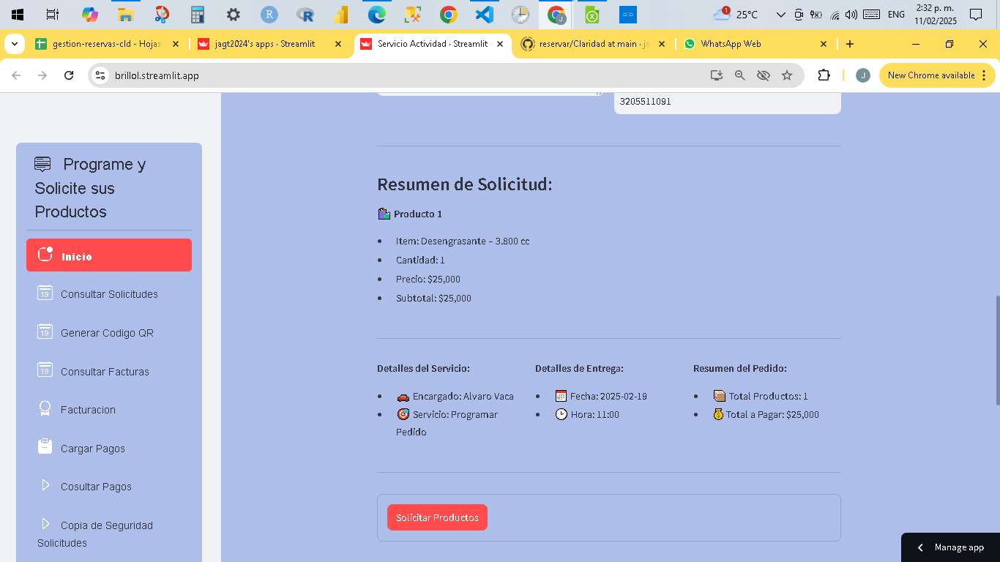 25°C
ENG
2:32 p. m.
11/02/2025
gestion-reservas-cld - Hojas
jagt2024's apps · Streamlit
Servicio Actividad · Streamlit
reservar/Claridad at main · ja
WhatsApp Web
brillol.streamlit.app
J
New Chrome available
3205511091
Programe y
Solicite sus
Productos
Inicio
19 Consultar Solicitudes
19 Generar Codigo QR
19 Consultar Facturas
Facturacion
Cargar Pagos
Cosultar Pagos
Copia de Seguridad
Solicitudes
Resumen de Solicitud:
Producto 1
• Item: Desengrasante – 3.800 cc
• Cantidad: 1
• Precio: $25,000
• Subtotal: $25,000
Detalles del Servicio:
• Encargado: Alvaro Vaca
• Servicio: Programar
Pedido
Detalles de Entrega:
• Fecha: 2025-02-19
• Hora: 11:00
Resumen del Pedido:
• Total Productos: 1
• Total a Pagar: $25,000
Solicitar Productos
Manage app